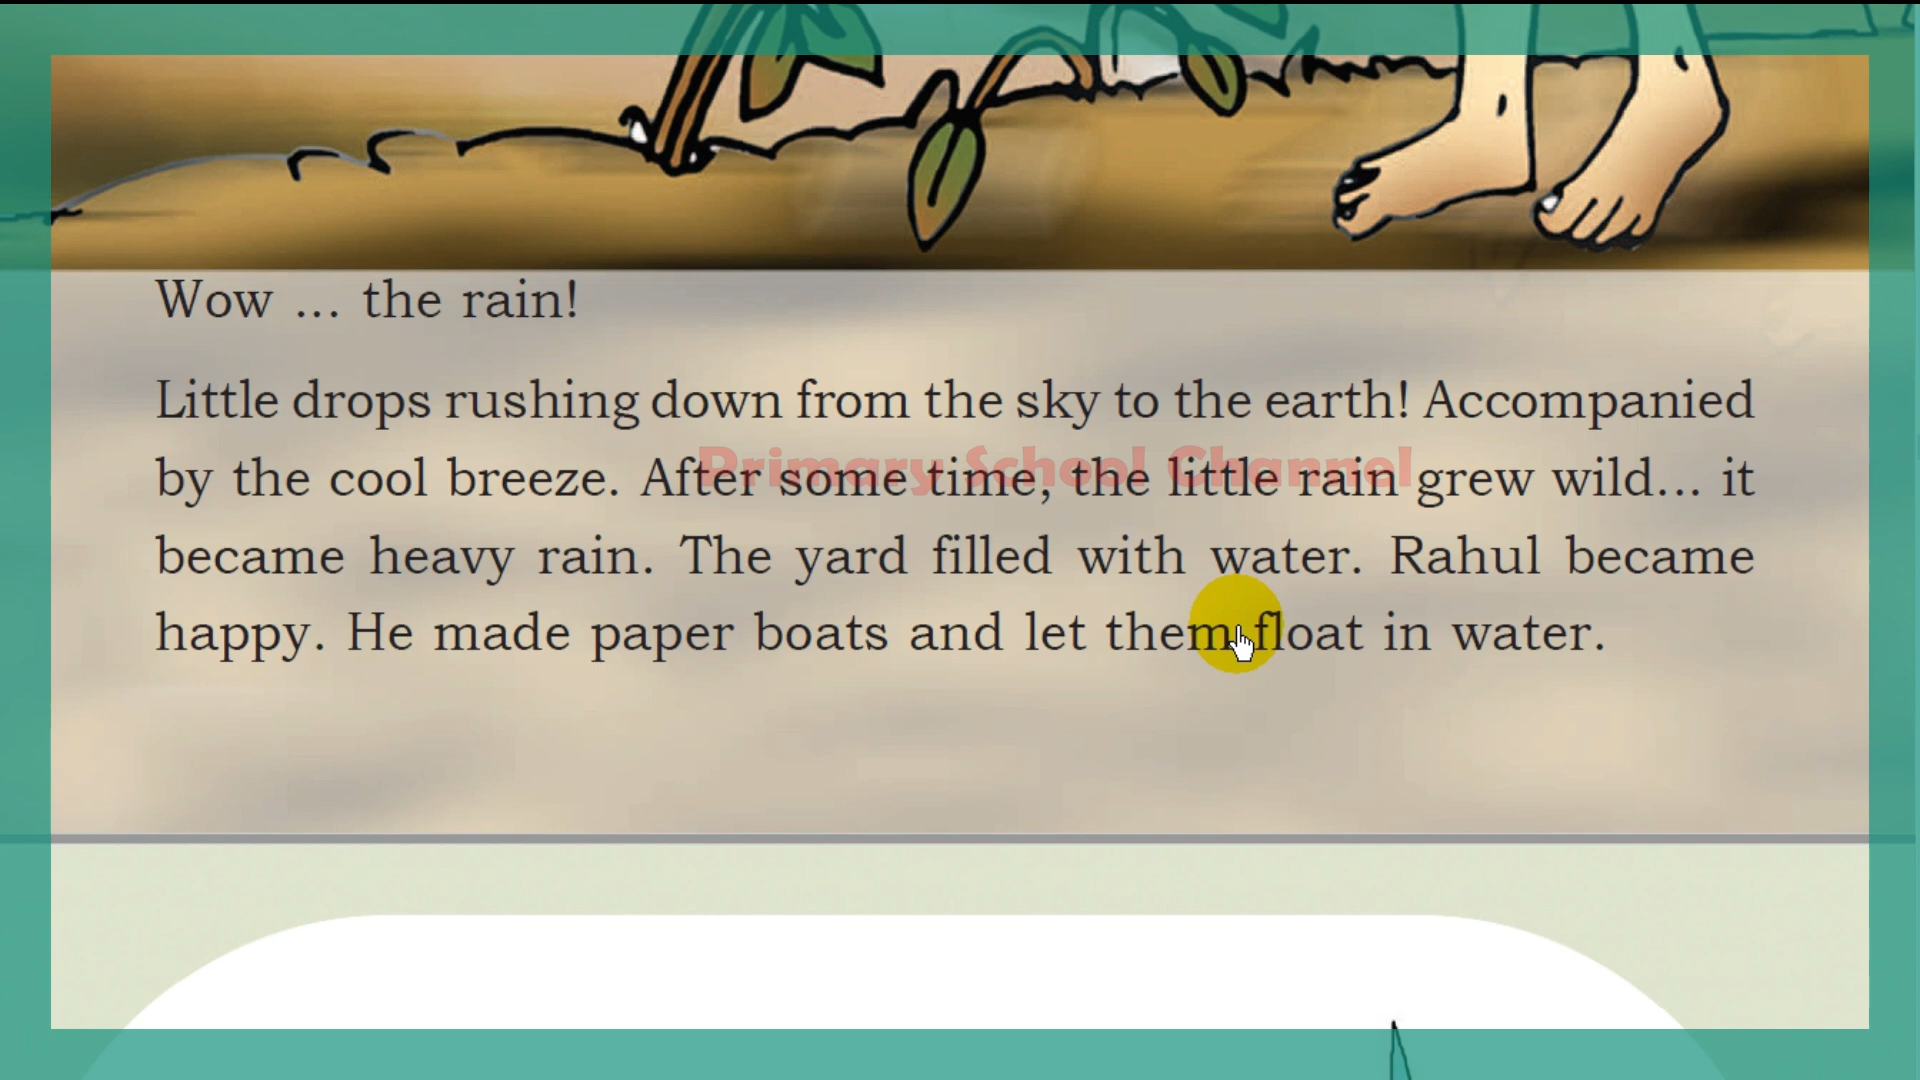 Wow ... the rain!
Little drops rushing down from the sky to the earth! Accompanied
by the cool breeze. After some time, the little rain grew wild... it
became heavy rain. The yard filled with water. Rahul became
happy. He made paper boats and let them float in water.
Primary School Channel